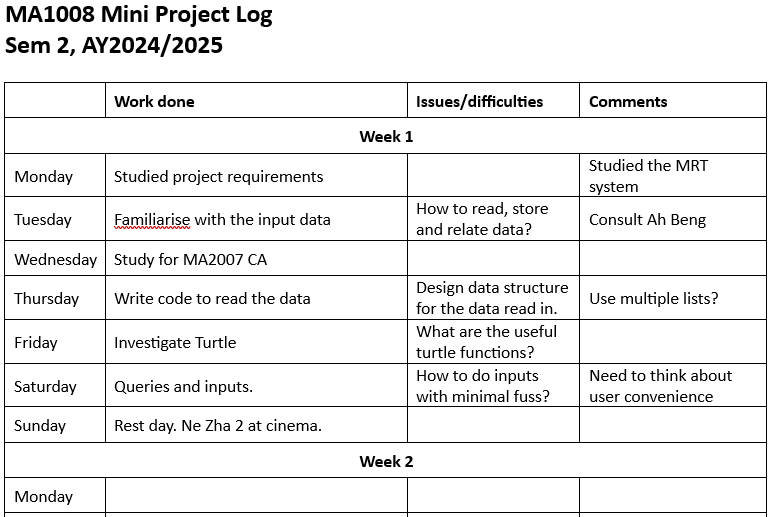 MA1008 Mini Project Log
Sem 2, AY2024/2025
Work done Issues/difficulties Comments
Week 1
Monday Studied project requirements Studied the MRT
system
Tuesday Familiarise with the input data How to read, store
and relate data? Consult Ah Beng
Wednesday Study for MA2007 CA
Thursday Write code to read the data Design data structure
for the data read in. Use multiple lists?
Friday Investigate Turtle What are the useful
turtle functions?
Saturday Queries and inputs. How to do inputs
with minimal fuss? Need to think about
user convenience
Sunday Rest day. Ne Zha 2 at cinema.
Week 2
Monday